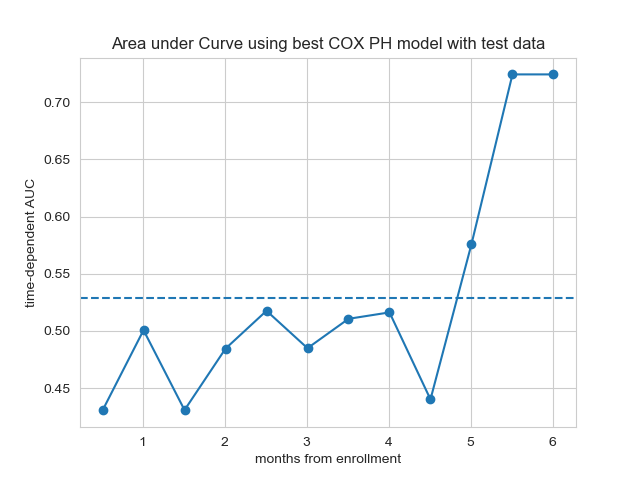 Area under Curve using best COX PH model with test data
time-dependent AUC
0.70
0.65
0.60
0.55
0.50
0.45
1 2 3 4 5 6
months from enrollment